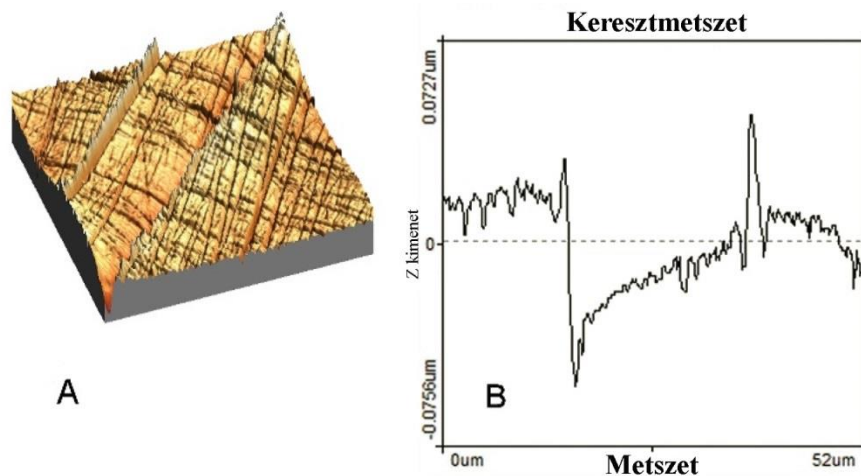 Keresztmetszet
0.0727um
Z kimenet
0
-0.0756um
A
B
0um
52um
Metszet